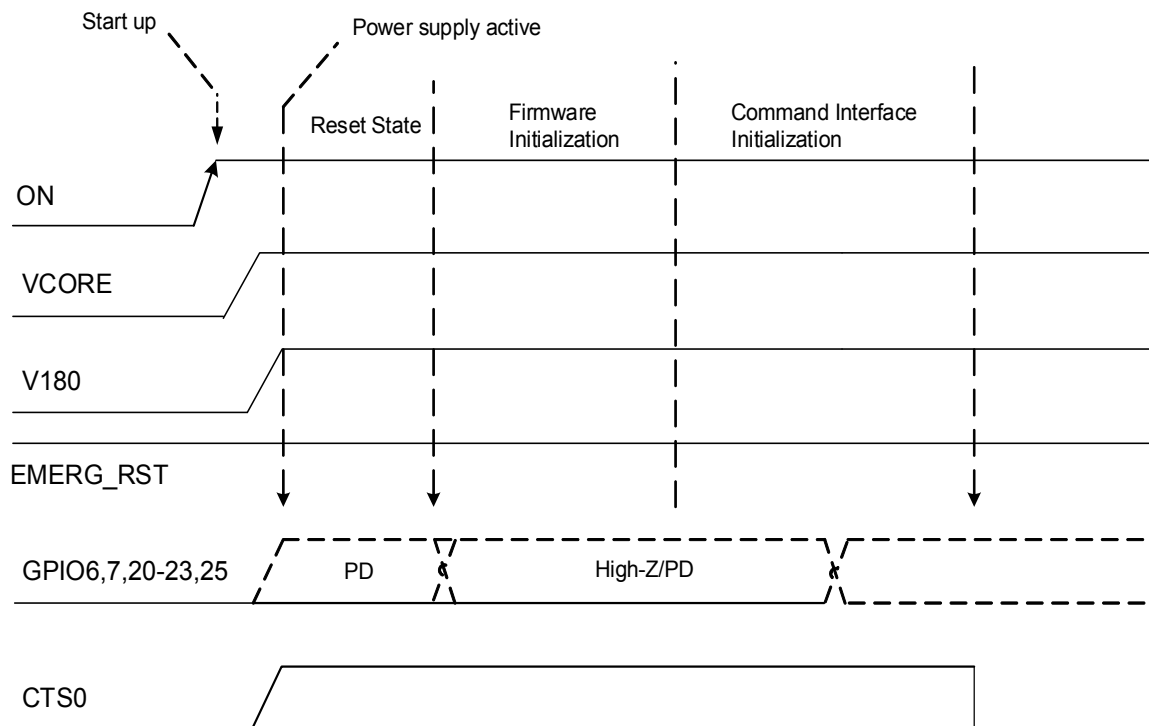 Start up
Power supply active
Reset State
Firmware
Initialization
Command Interface
Initialization
ON
VCORE
V180
EMERG_RST
GPIO6,7,20-23,25
PD
High-Z/PD
CTS0